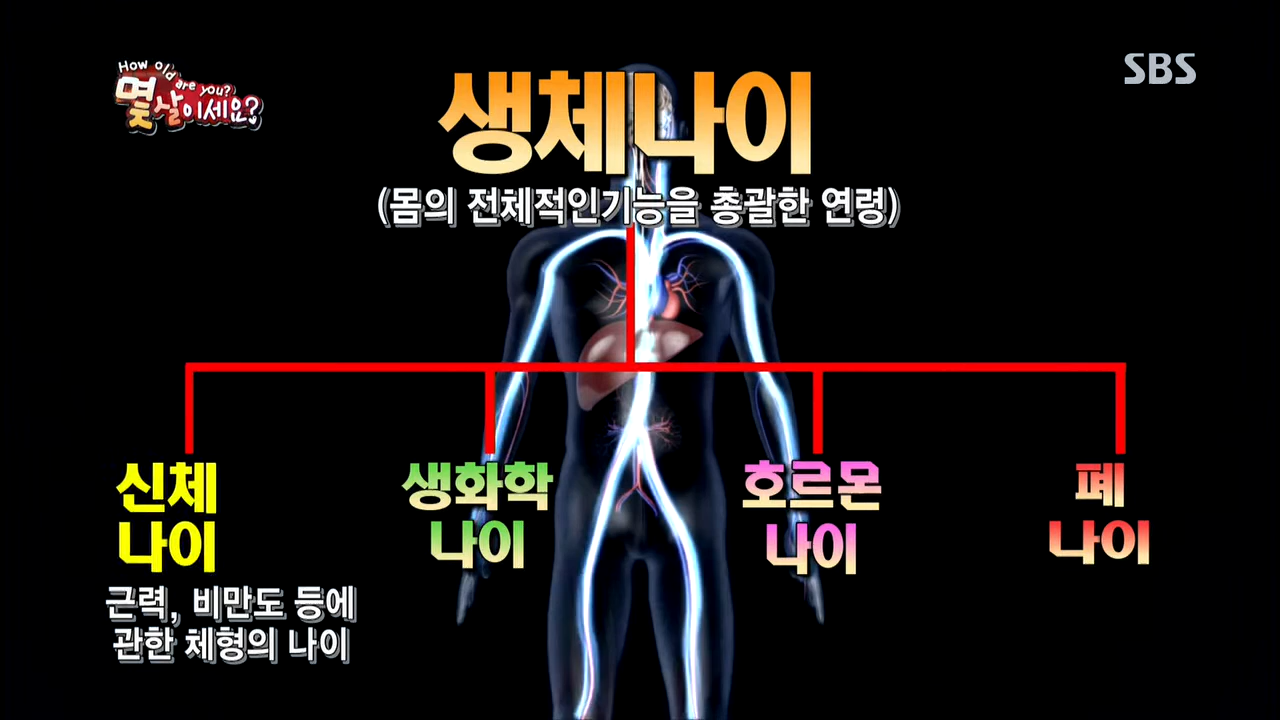 How old are you?
몇살이세요?
SBS
생체나이
(몸의 전체적인기능을 총괄한 연령)
신체
나이
생화학
나이
호르몬
나이
폐
나이
근력, 비만도 등에
관한 체형의 나이